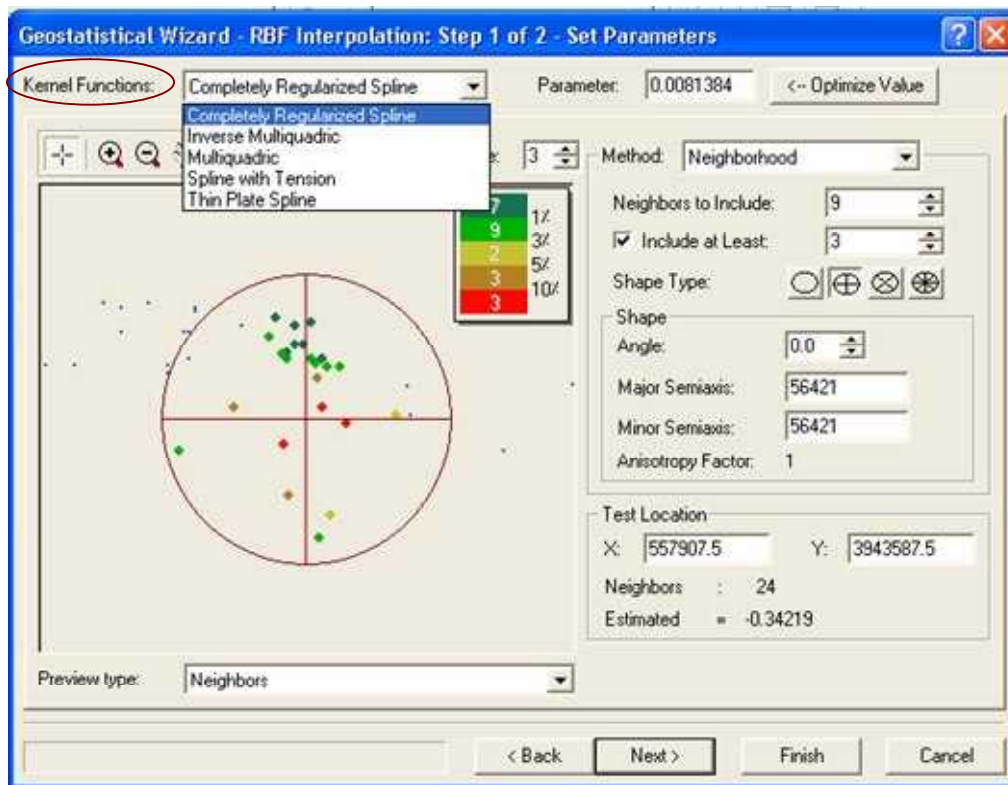 Geostatistical Wizard - RBF Interpolation: Step 1 of 2 - Set Parameters
Kernel Functions: Completely Regularized Spline Parameter: 0.0081384 <-- Optimize Value
Completely Regularized Spline
Inverse Multiquadric
Multiquadric
Spline with Tension
Thin Plate Spline
3
Method: Neighborhood
Neighbors to Include: 9
Include at Least: 3
Shape Type:
Shape
Angle: 0.0
Major Semiaxis: 56421
Minor Semiaxis: 56421
Anisotropy Factor: 1
7
9
2
3
3
1%
3%
5%
10%
Test Location
X: 557907.5 Y: 3943587.5
Neighbors : 24
Estimated = -0.34219
Preview type: Neighbors
< Back Next > Finish Cancel